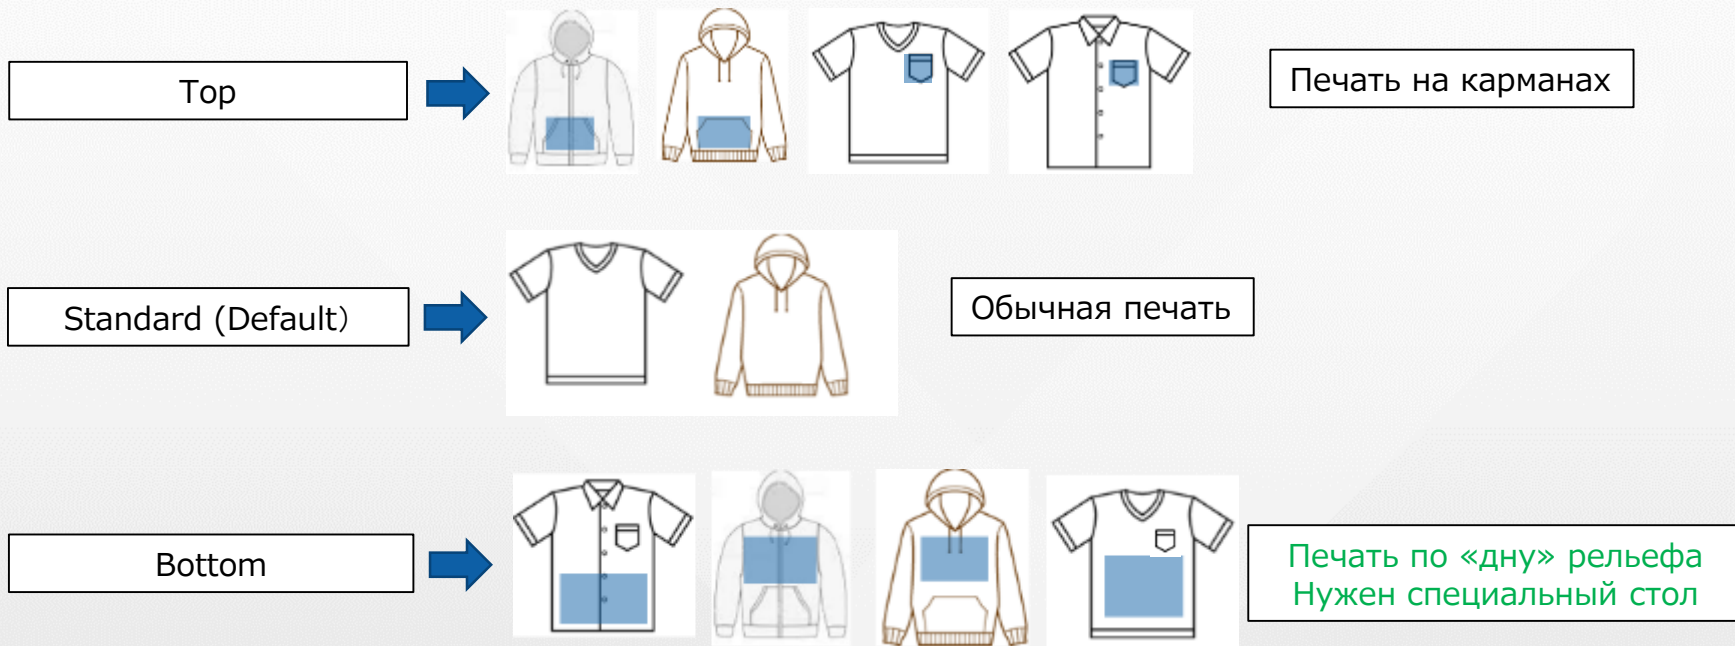 Top
Печать на карманах
Standard (Default）
Обычная печать
Bottom
Печать по «дну» рельефа
Нужен специальный стол